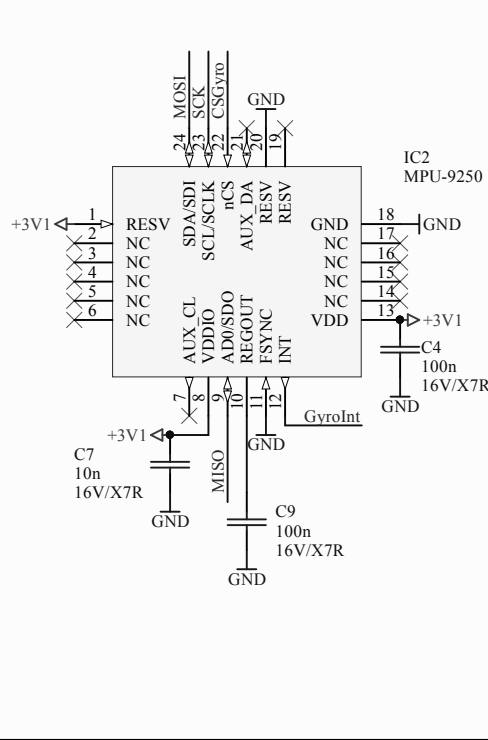 MOSI
SCK
CSGyro
GND
24
23
22
21
20
19
IC2
MPU-9250
SDA/SDI
SCL/SCLK
nCS
AUX_DA
RESV
RESV
+3V1
1
RESV
2
NC
3
NC
4
NC
5
NC
6
NC
GND
18
GND
NC
17
NC
16
NC
15
NC
14
VDD
13
+3V1
AUX_CL
VDDIO
AD0/SDO
REGOUT
FSYNC
INT
7
8
9
10
11
12
C4
100n
16V/X7R
GND
GyroInt
+3V1
GND
C7
10n
16V/X7R
GND
MISO
C9
100n
16V/X7R
GND